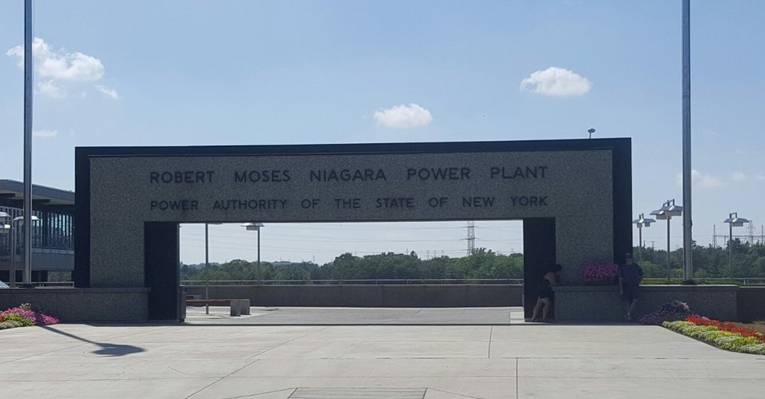 ROBERT MOSES NIAGARA POWER PLANT
POWER AUTHORITY OF THE STATE OF NEW YORK